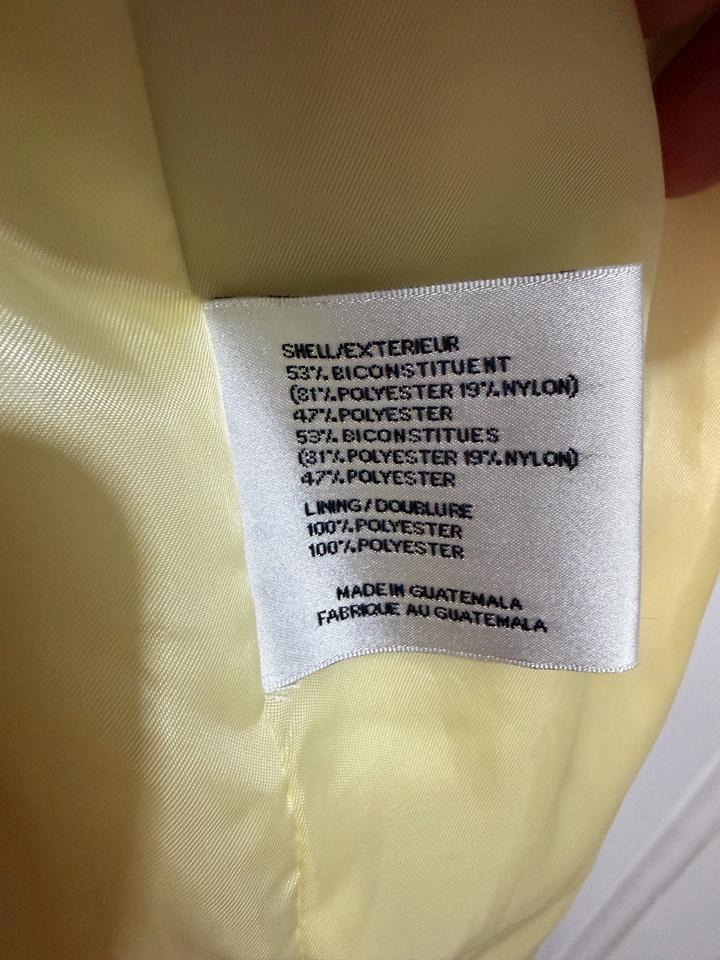 SHELL/EXTERIEUR
53% BICONSTITUENT
(81% POLYESTER 19% NYLON)
47% POLYESTER
53% BICONSTITUES
(81% POLYESTER 19% NYLON)
47% POLYESTER
LINING/DOUBLURE
100% POLYESTER
100% POLYESTER
MADE IN GUATEMALA
FABRIQUE AU GUATEMALA